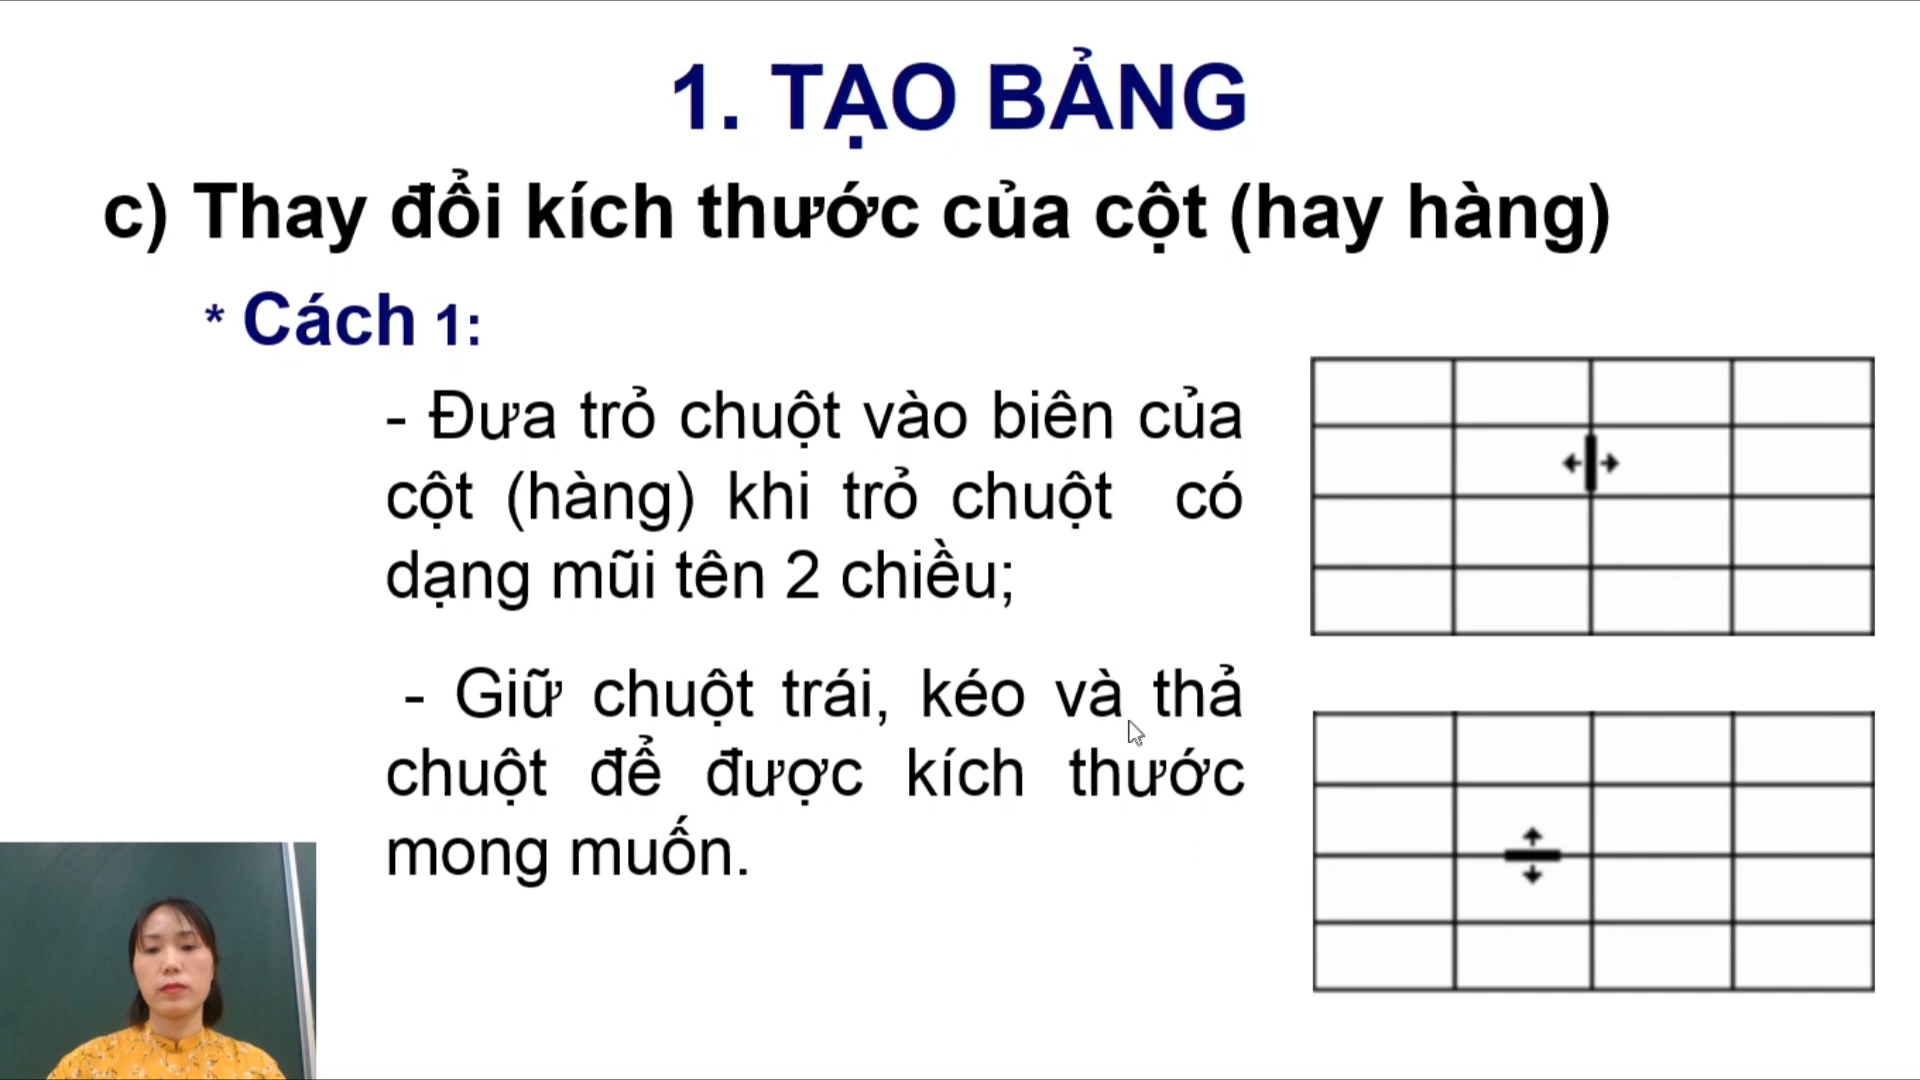 1. TẠO BẢNG
c) Thay đổi kích thước của cột (hay hàng)
* Cách 1:
- Đưa trỏ chuột vào biên của
cột (hàng) khi trỏ chuột có
dạng mũi tên 2 chiều;
- Giữ chuột trái, kéo và thả
chuột để được kích thước
mong muốn.